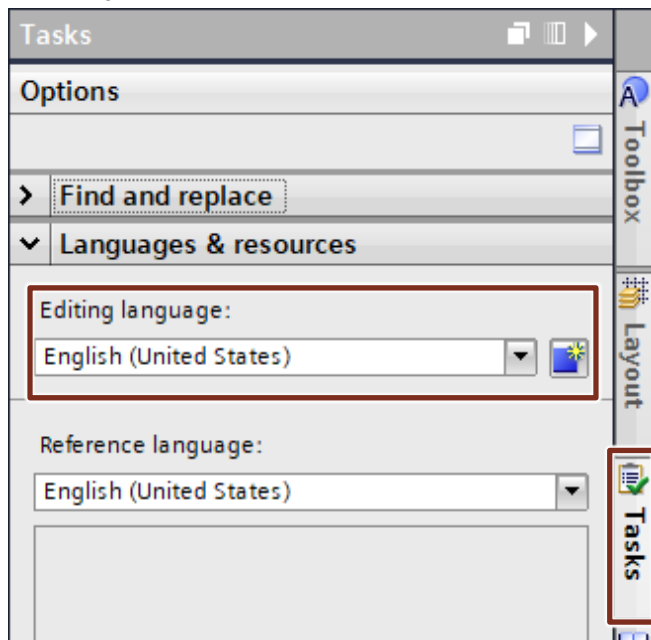 Tasks
Options
Find and replace
Languages & resources
Editing language:
English (United States)
Reference language:
English (United States)
Toolbox
Layout
Tasks